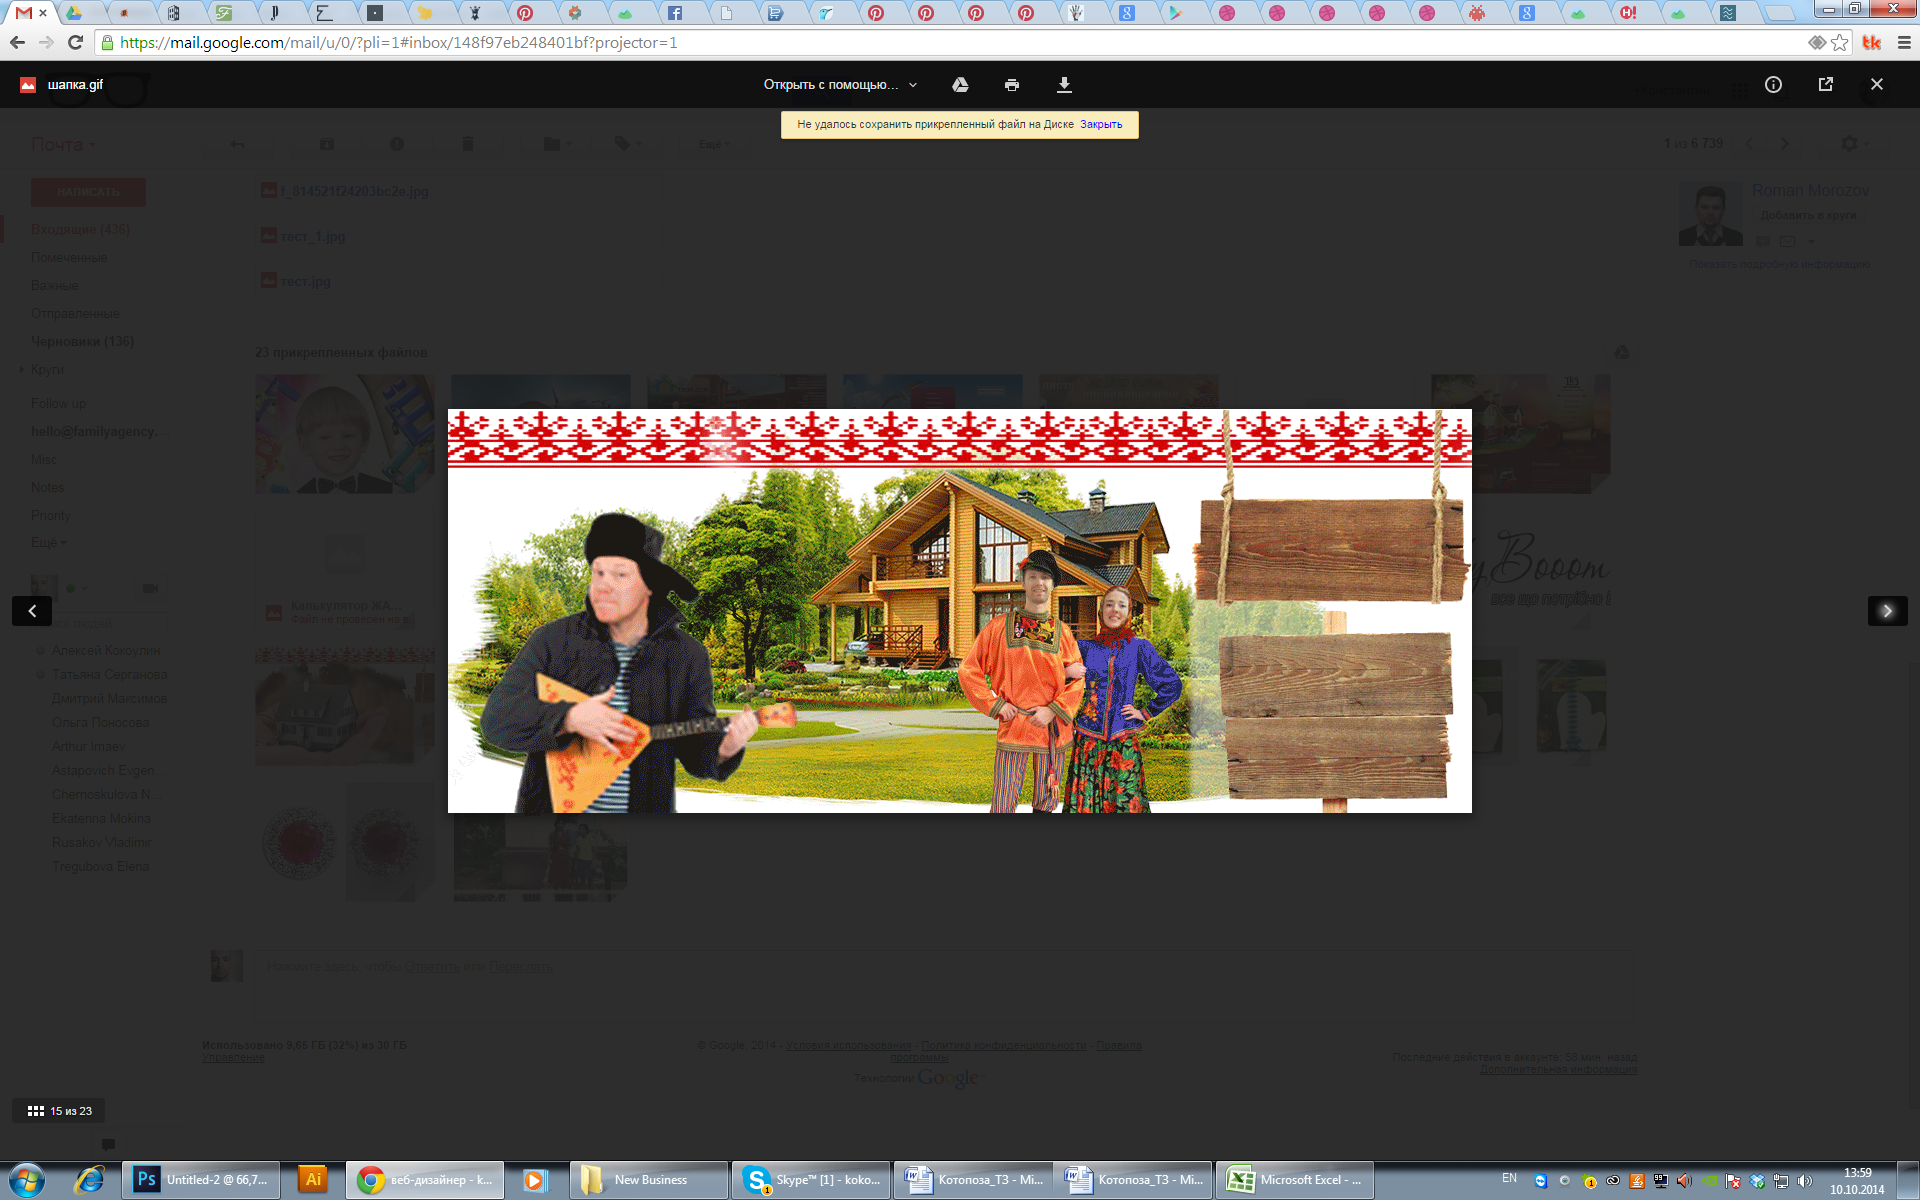 https://mail.google.com/mail/u/0/?pli=1#inbox/148f97eb248401bf?projector=1
шапка.gif
Открыть с помощью...
Не удалось сохранить прикрепленный файл на Диске Закрыть
Почта
Ещё
1 из 6 739
НАПИСАТЬ
f_814521f24203bc2e.jpg
Roman Morozov
Добавить в круги
Входящие (436)
тест_1.jpg
Помеченные
Показать подробную информацию
Важные
тест.jpg
Отправленные
Черновики (136)
23 прикрепленных файлов
Круги
Follow up
hello@familyagency...
Misc
Notes
Priority
Ещё
Booom
все що потрібно
Калькулятор ЖА...
Файл не проверен на
Алексей Кокоулин
Татьяна Серганова
Дмитрий Максимов
Ольга Поносова
Arthur Imaev
Astapovich Evgen...
Chernoskulova N...
Ekaterina Mokina
Rusakov Vladimir
Tregubova Elena
Нажмите здесь, чтобы Ответить или Переслать
Использовано 9,65 ГБ (32%) из 30 ГБ
Управление
© Google, 2014 - Условия использования - Политика конфиденциальности - Правила
программы
Технологии Google
Последние действия в аккаунте: 58 мин. назад
Дополнительная информация
15 из 23
Untitled-2 @ 66,7...
веб-дизайнер - k...
New Business
Skype™ [1] - koko...
Котопоза_ТЗ - Mi...
Котопоза_ТЗ - Mi...
Microsoft Excel - ...
EN
13:59
10.10.2014